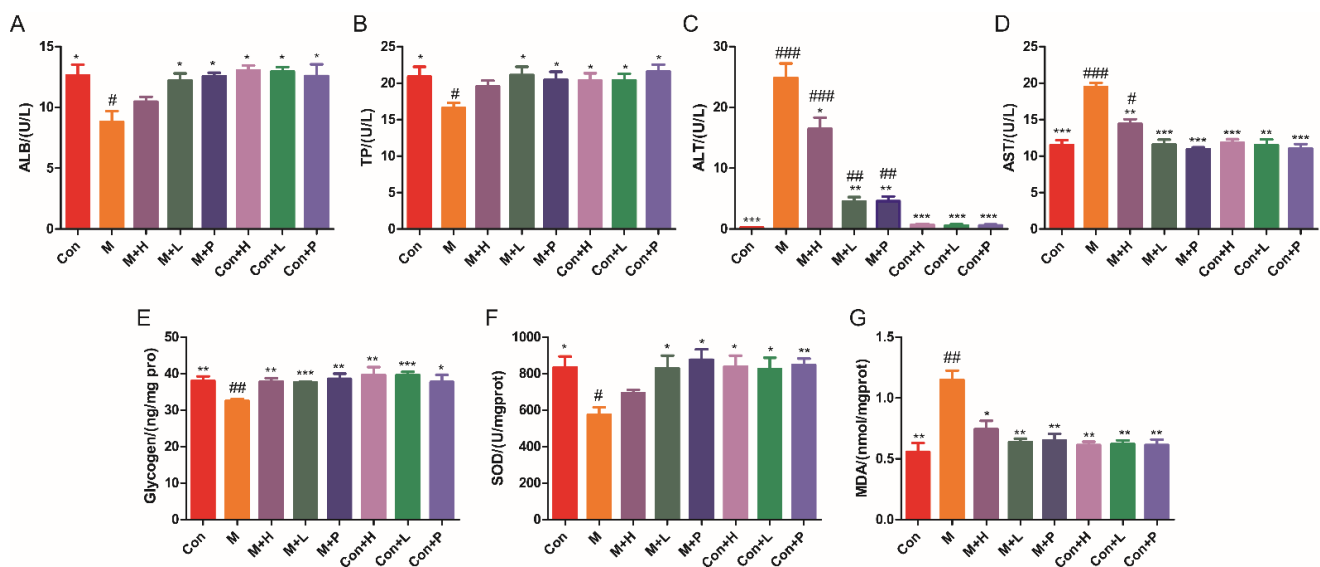 A
ALB/(U/L)
15
10
5
0
*
#
*
*
*
*
*
Con
M
M+H
M+L
M+P
Con+H
Con+L
Con+P
B
TP/(U/L)
25
20
15
10
5
0
*
#
*
*
*
*
*
Con
M
M+H
M+L
M+P
Con+H
Con+L
Con+P
C
ALT/(U/L)
30
20
10
0
***
###
###
*
##
**
##
**
***
***
***
Con
M
M+H
M+L
M+P
Con+H
Con+L
Con+P
D
AST/(U/L)
25
20
15
10
5
0
***
###
#
**
***
***
***
**
***
Con
M
M+H
M+L
M+P
Con+H
Con+L
Con+P
E
Glycogen/(ng/mg pro)
50
40
30
20
10
0
**
##
**
***
**
**
***
*
Con
M
M+H
M+L
M+P
Con+H
Con+L
Con+P
F
SOD/(U/mgprot)
1000
800
600
400
200
0
*
#
*
*
*
*
**
Con
M
M+H
M+L
M+P
Con+H
Con+L
Con+P
G
MDA/(nmol/mgprot)
1.5
1.0
0.5
0.0
**
##
*
**
**
**
**
**
Con
M
M+H
M+L
M+P
Con+H
Con+L
Con+P